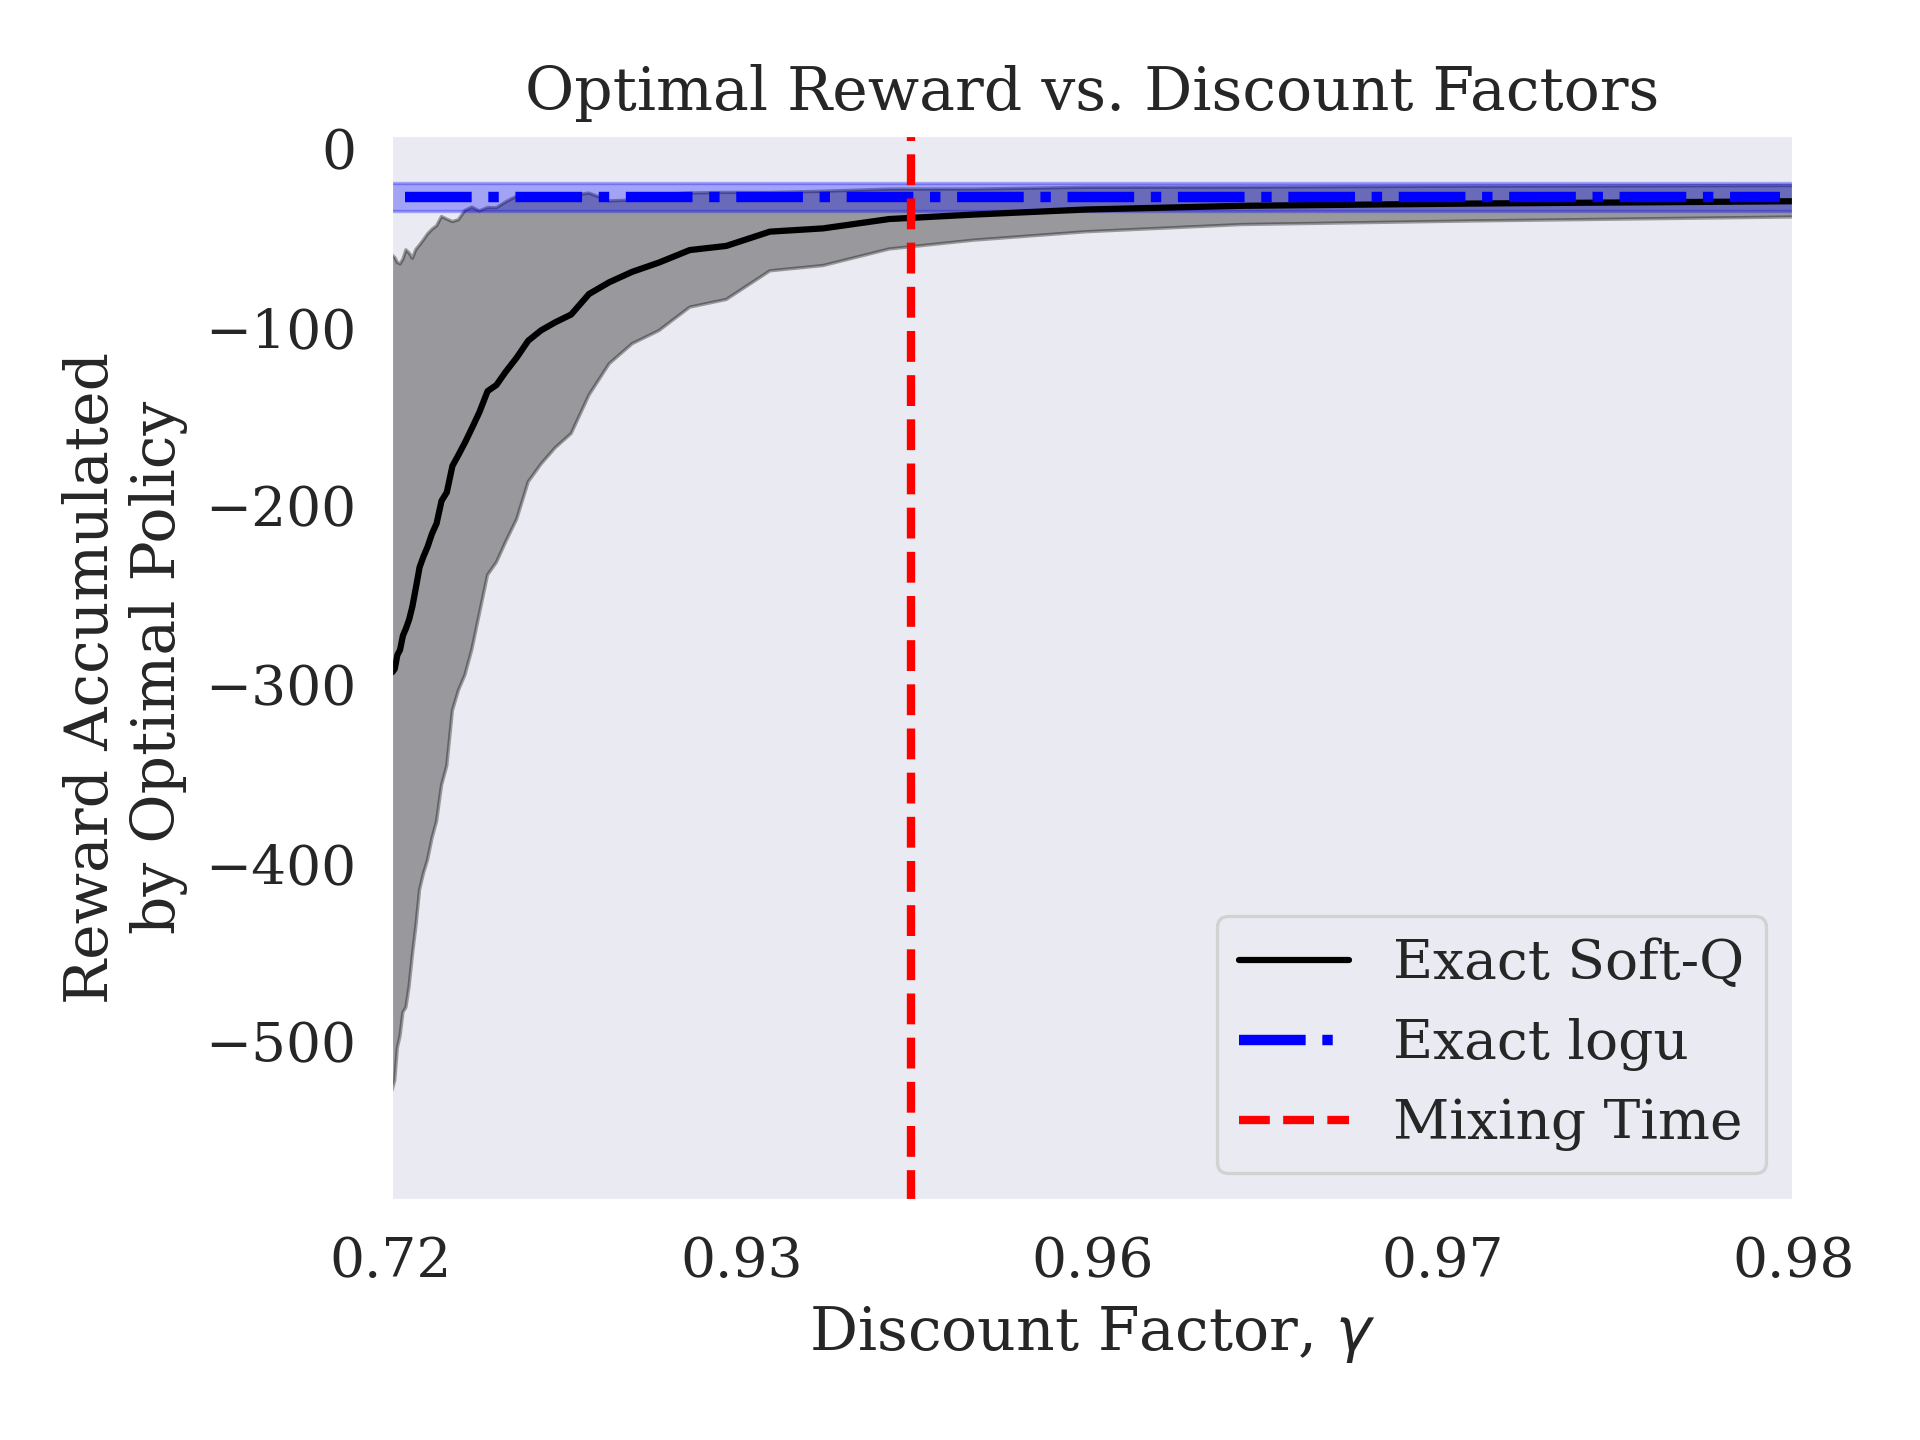 Optimal Reward vs. Discount Factors
0
−100
−200
−300
−400
−500
Reward Accumulated
by Optimal Policy
Exact Soft-Q
Exact logu
Mixing Time
0.72 0.93 0.96 0.97 0.98
Discount Factor, γ